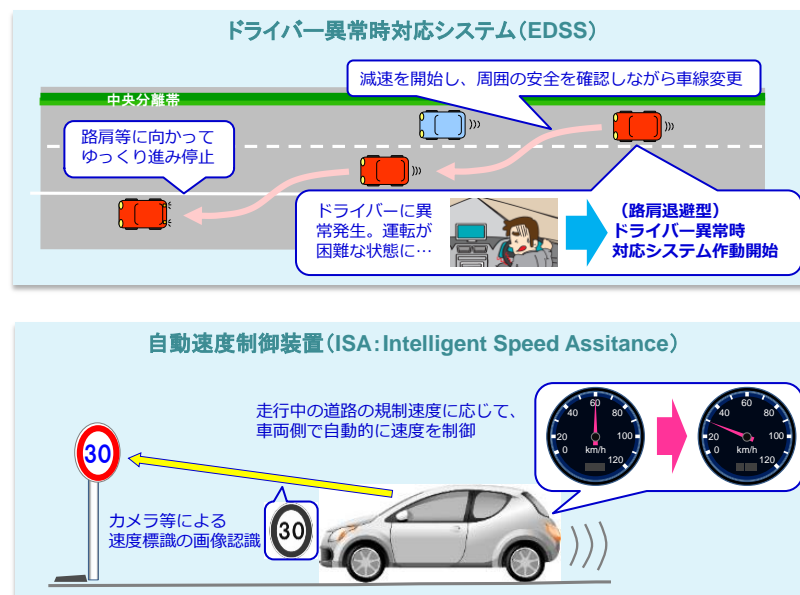 ドライバー異常時対応システム（EDSS）
減速を開始し、周囲の安全を確認しながら車線変更
中央分離帯
路肩等に向かって
ゆっくり進み停止
ドライバーに異
常発生。運転が
困難な状態に…
（路肩退避型）
ドライバー異常時
対応システム作動開始
自動速度制御装置（ISA：Intelligent Speed Assitance）
走行中の道路の規制速度に応じて、
車両側で自動的に速度を制御
0 20 40 60 80 100 120
km/h
0 20 40 60 80 100 120
km/h
30
カメラ等による
速度標識の画像認識
30